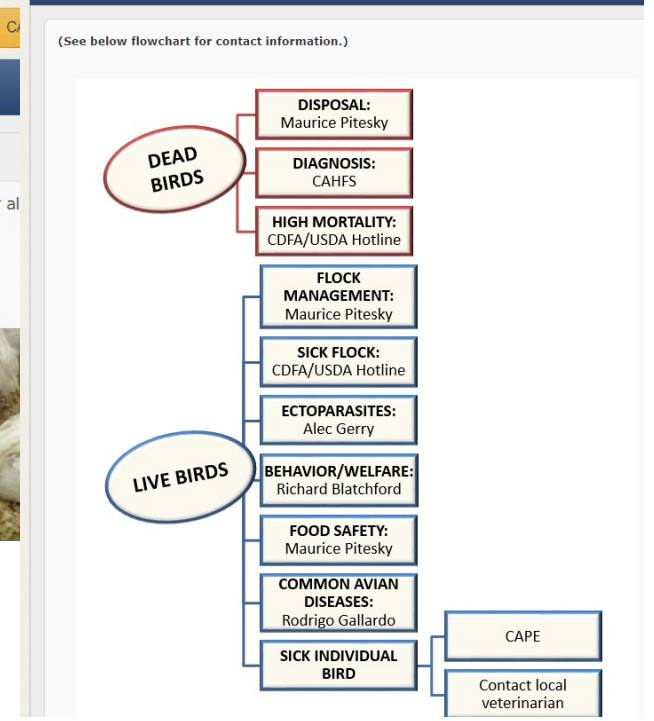 CA
(See below flowchart for contact information.)
DISPOSAL:
Maurice Pitesky
DEAD
BIRDS
DIAGNOSIS:
CAHFS
HIGH MORTALITY:
CDFA/USDA Hotline
FLOCK
MANAGEMENT:
Maurice Pitesky
SICK FLOCK:
CDFA/USDA Hotline
ECTOPARASITES:
Alec Gerry
LIVE BIRDS
BEHAVIOR/WELFARE:
Richard Blatchford
FOOD SAFETY:
Maurice Pitesky
COMMON AVIAN
DISEASES:
Rodrigo Gallardo
SICK INDIVIDUAL
BIRD
CAPE
Contact local
veterinarian
al